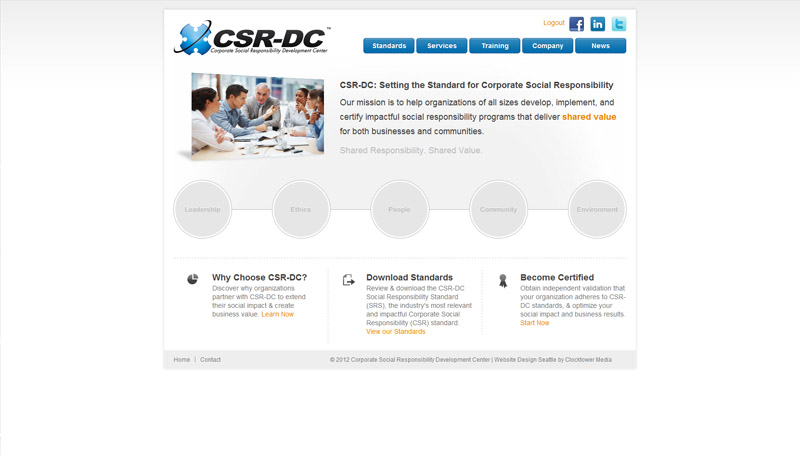 Logout
CSR-DC™
Corporate Social Responsibility Development Center
Standards
Services
Training
Company
News
CSR-DC: Setting the Standard for Corporate Social Responsibility
Our mission is to help organizations of all sizes develop, implement, and
certify impactful social responsibility programs that deliver shared value
for both businesses and communities.
Shared Responsibility. Shared Value.
Leadership
Ethics
People
Community
Environment
Why Choose CSR-DC?
Discover why organizations
partner with CSR-DC to extend
their social impact & create
business value. Learn Now
Download Standards
Review & download the CSR-DC
Social Responsibility Standard
(SRS), the industry's most relevant
and impactful Corporate Social
Responsibility (CSR) standard.
View our Standards
Become Certified
Obtain independent validation that
your organization adheres to CSR-
DC standards, & optimize your
social impact and business results.
Start Now
Home | Contact
© 2012 Corporate Social Responsibility Development Center | Website Design Seattle by Clocktower Media